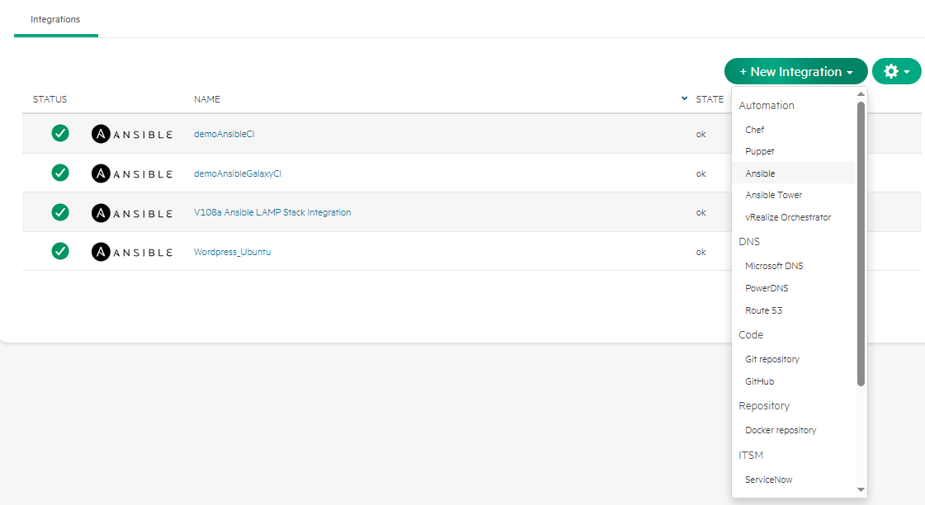 Integrations
+ New Integration
STATUS NAME STATE
ANSIBLE demoAnsibleCI ok
ANSIBLE demoAnsibleGalaxyCI ok
ANSIBLE V108a Ansible LAMP Stack Integration ok
ANSIBLE Wordpress_Ubuntu ok
Automation
Chef
Puppet
Ansible
Ansible Tower
vRealize Orchestrator
DNS
Microsoft DNS
PowerDNS
Route 53
Code
Git repository
GitHub
Repository
Docker repository
ITSM
ServiceNow